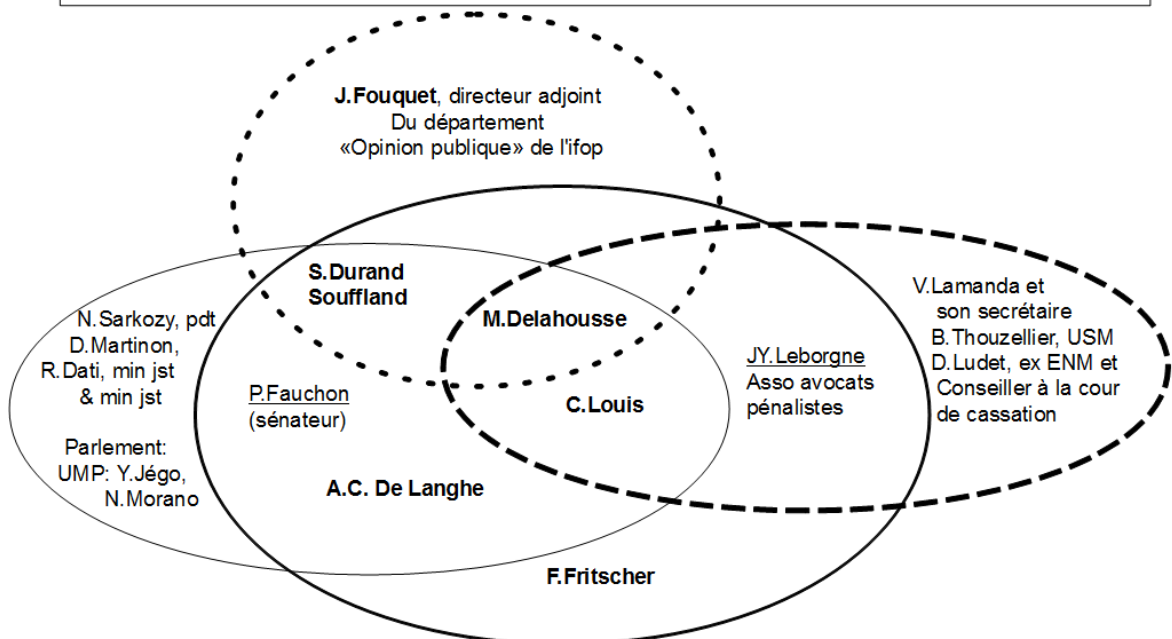 J.Fouquet, directeur adjoint
Du département
«Opinion publique» de l'ifop
S.Durand
Souffland
M.Delahousse
N.Sarkozy, pdt
D.Martinon,
R.Dati, min jst
& min jst
P.Fauchon
(sénateur)
C.Louis
JY.Leborgne
Asso avocats
pénalistes
V.Lamanda et
son secrétaire
B.Thouzellier, USM
D.Ludet, ex ENM et
Conseiller à la cour
de cassation
Parlement:
UMP: Y.Jégo,
N.Morano
A.C. De Langhe
F.Fritscher